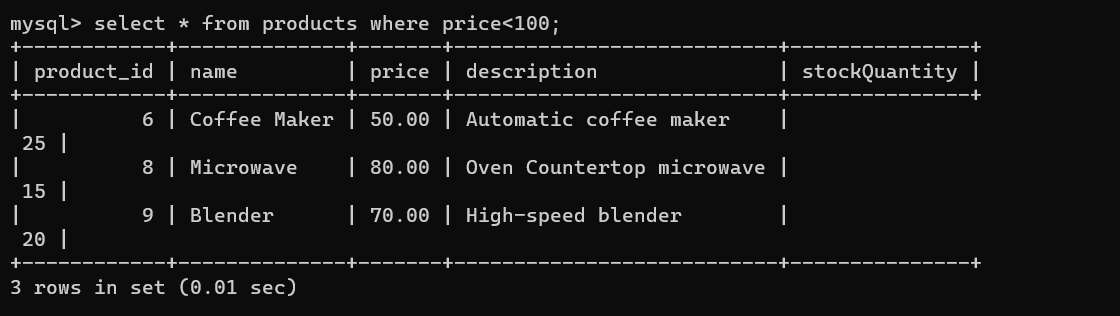 mysql> select * from products where price<100;
+------------+--------------+-------+---------------------------+---------------+
| product_id | name         | price | description               | stockQuantity |
+------------+--------------+-------+---------------------------+---------------+
|          6 | Coffee Maker | 50.00 | Automatic coffee maker    |
 25 |
|          8 | Microwave    | 80.00 | Oven Countertop microwave |
 15 |
|          9 | Blender      | 70.00 | High-speed blender        |
 20 |
+------------+--------------+-------+---------------------------+---------------+
3 rows in set (0.01 sec)